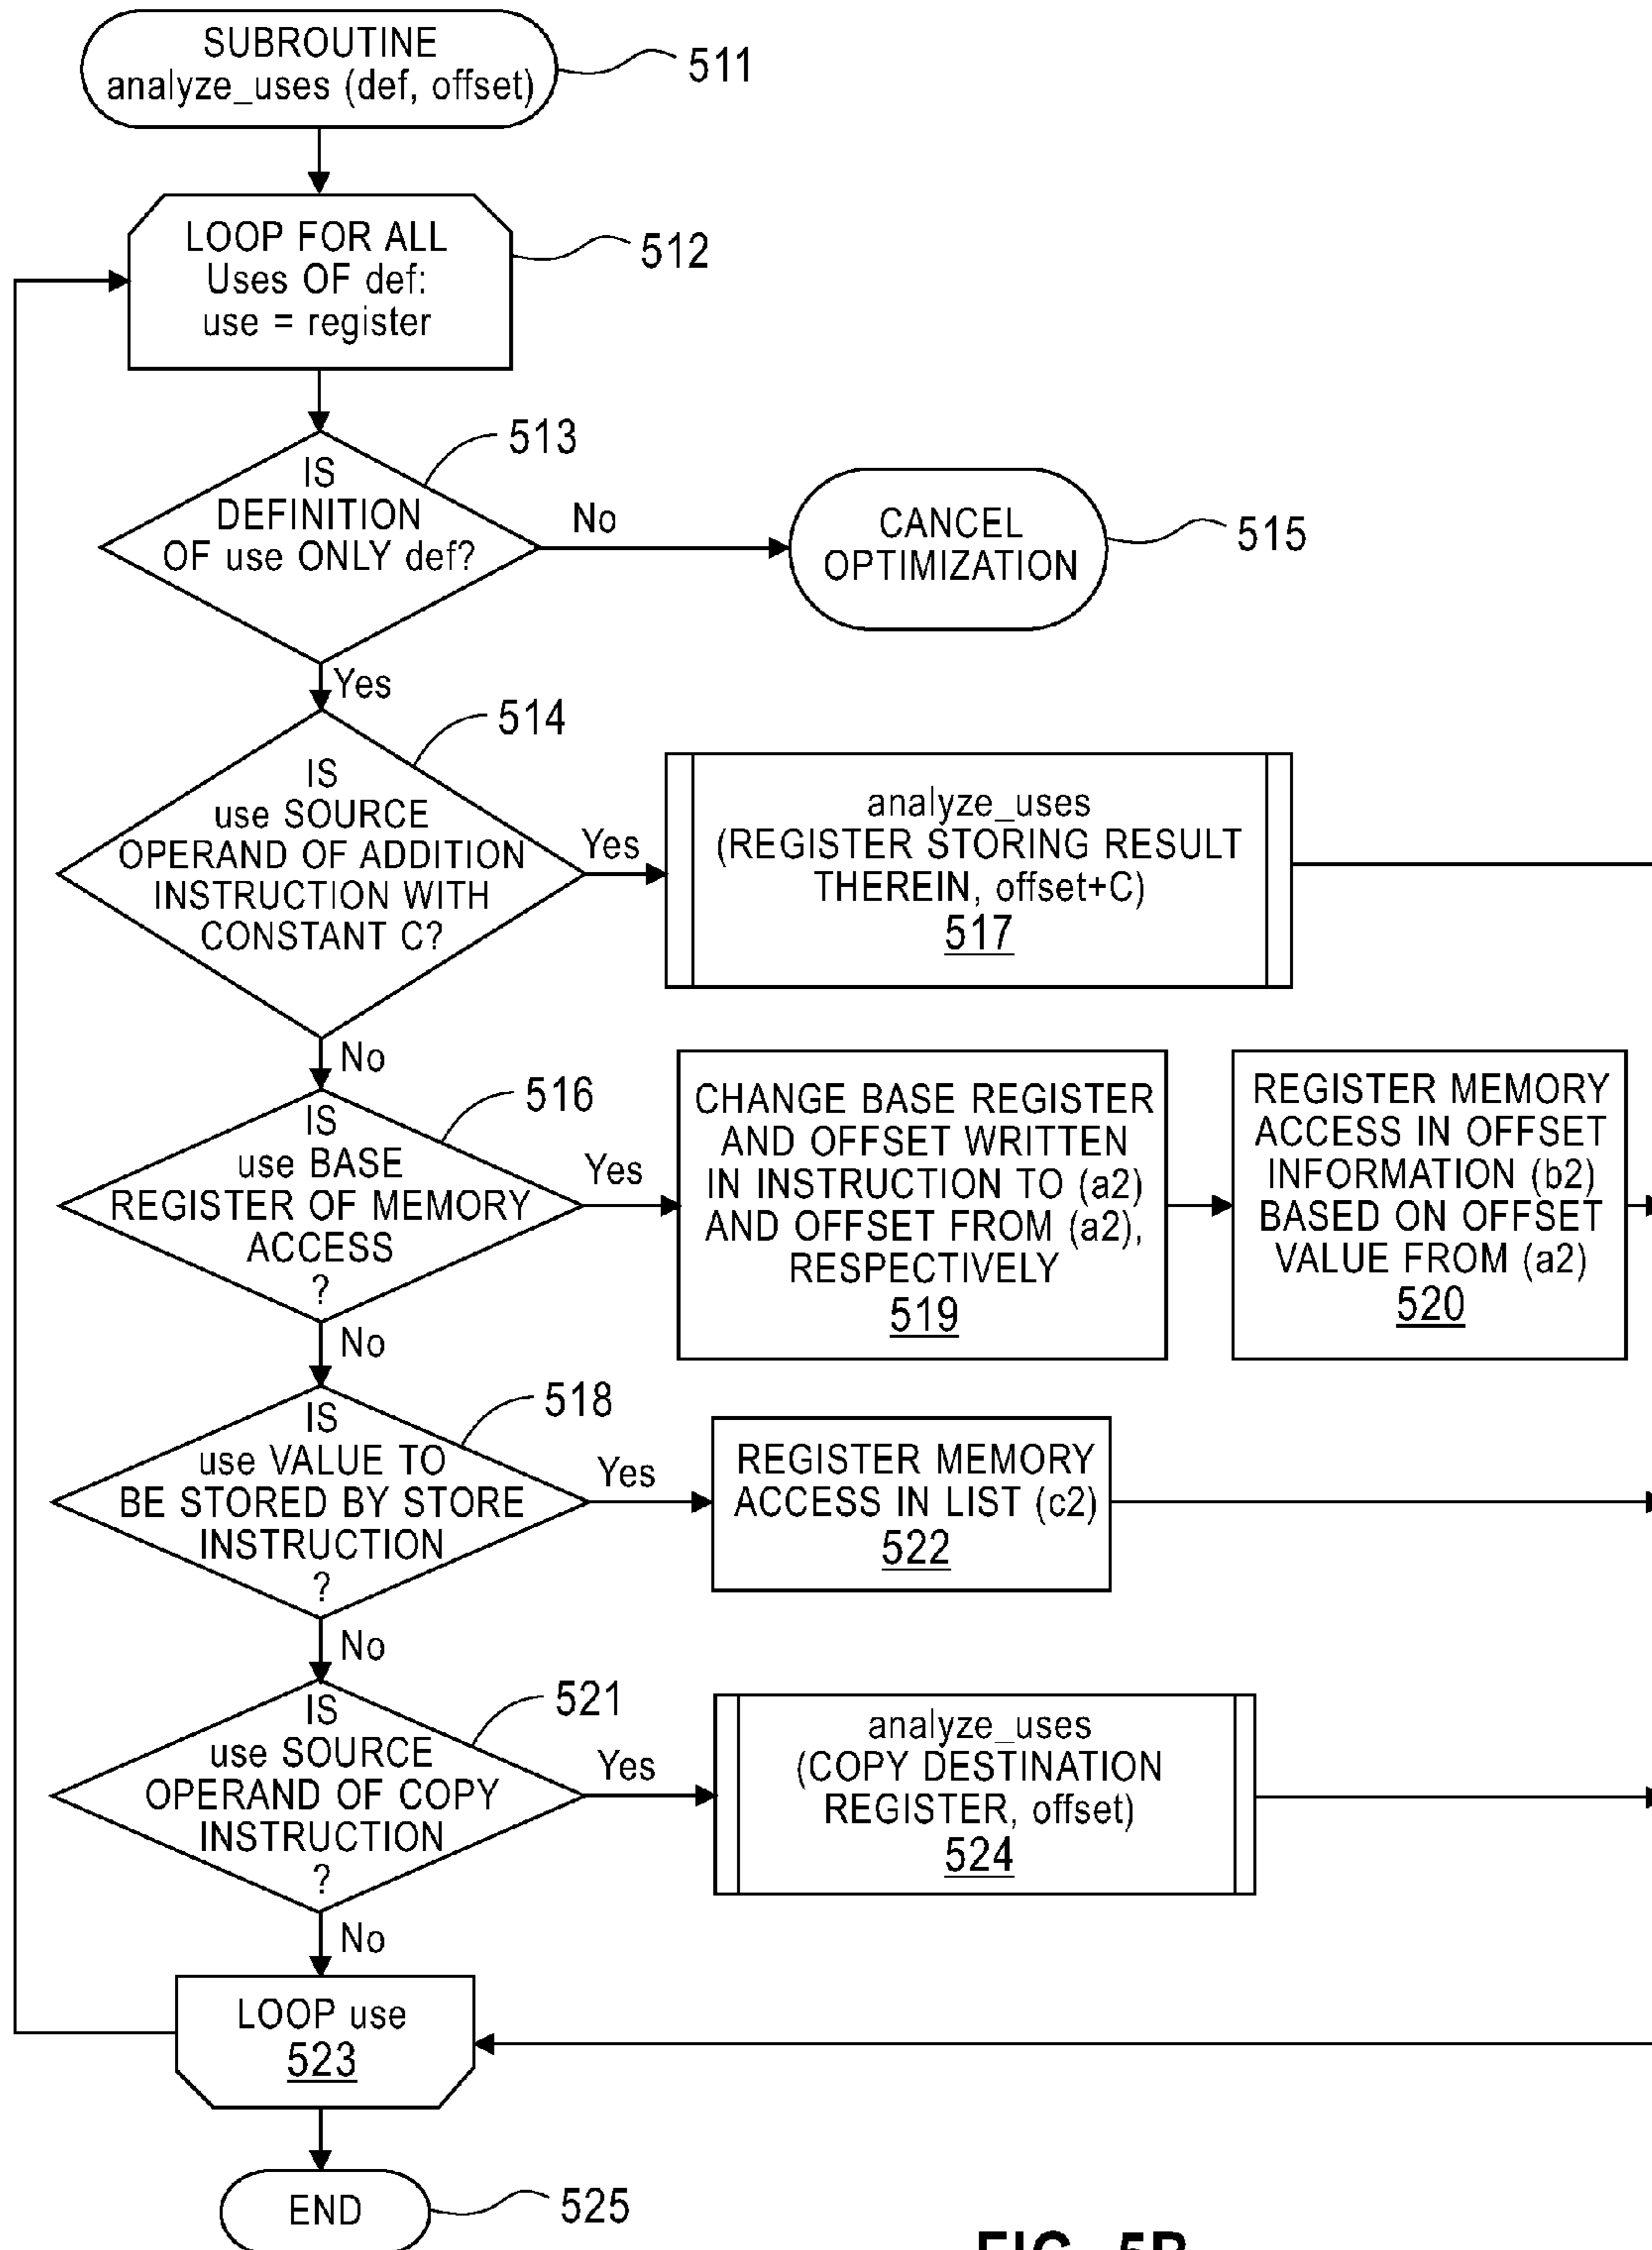 SUBROUTINE
analyze_uses (def, offset)
511
LOOP FOR ALL
Uses OF def:
use = register
512
IS
DEFINITION
OF use ONLY def?
513
No
CANCEL
OPTIMIZATION
515
Yes
IS
use SOURCE
OPERAND OF ADDITION
INSTRUCTION WITH
CONSTANT C?
514
Yes
analyze_uses
(REGISTER STORING RESULT
THEREIN, offset+C)
517
No
IS
use BASE
REGISTER OF MEMORY
ACCESS
?
516
Yes
CHANGE BASE REGISTER
AND OFFSET WRITTEN
IN INSTRUCTION TO (a2)
AND OFFSET FROM (a2),
RESPECTIVELY
519
REGISTER MEMORY
ACCESS IN OFFSET
INFORMATION (b2)
BASED ON OFFSET
VALUE FROM (a2)
520
No
IS
use VALUE TO
BE STORED BY STORE
INSTRUCTION
?
518
Yes
REGISTER MEMORY
ACCESS IN LIST (c2)
522
No
IS
use SOURCE
OPERAND OF COPY
INSTRUCTION
?
521
Yes
analyze_uses
(COPY DESTINATION
REGISTER, offset)
524
No
LOOP use
523
END
525
FIG. 5B